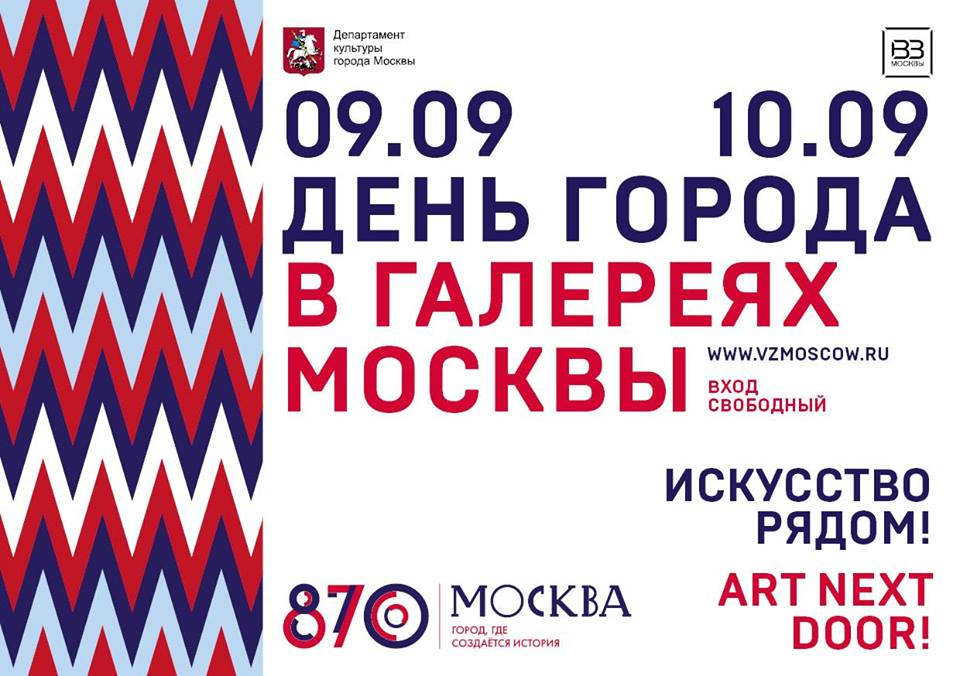 Департамент
культуры
города Москвы
ВЗ
МОСКВЫ
09.09 10.09
ДЕНЬ ГОРОДА
В ГАЛЕРЕЯХ
МОСКВЫ
WWW.VZMOSCOW.RU
ВХОД
СВОБОДНЫЙ
ИСКУССТВО
РЯДОМ!
ART NEXT
DOOR!
870
МОСКВА
ГОРОД, ГДЕ
СОЗДАЁТСЯ ИСТОРИЯ